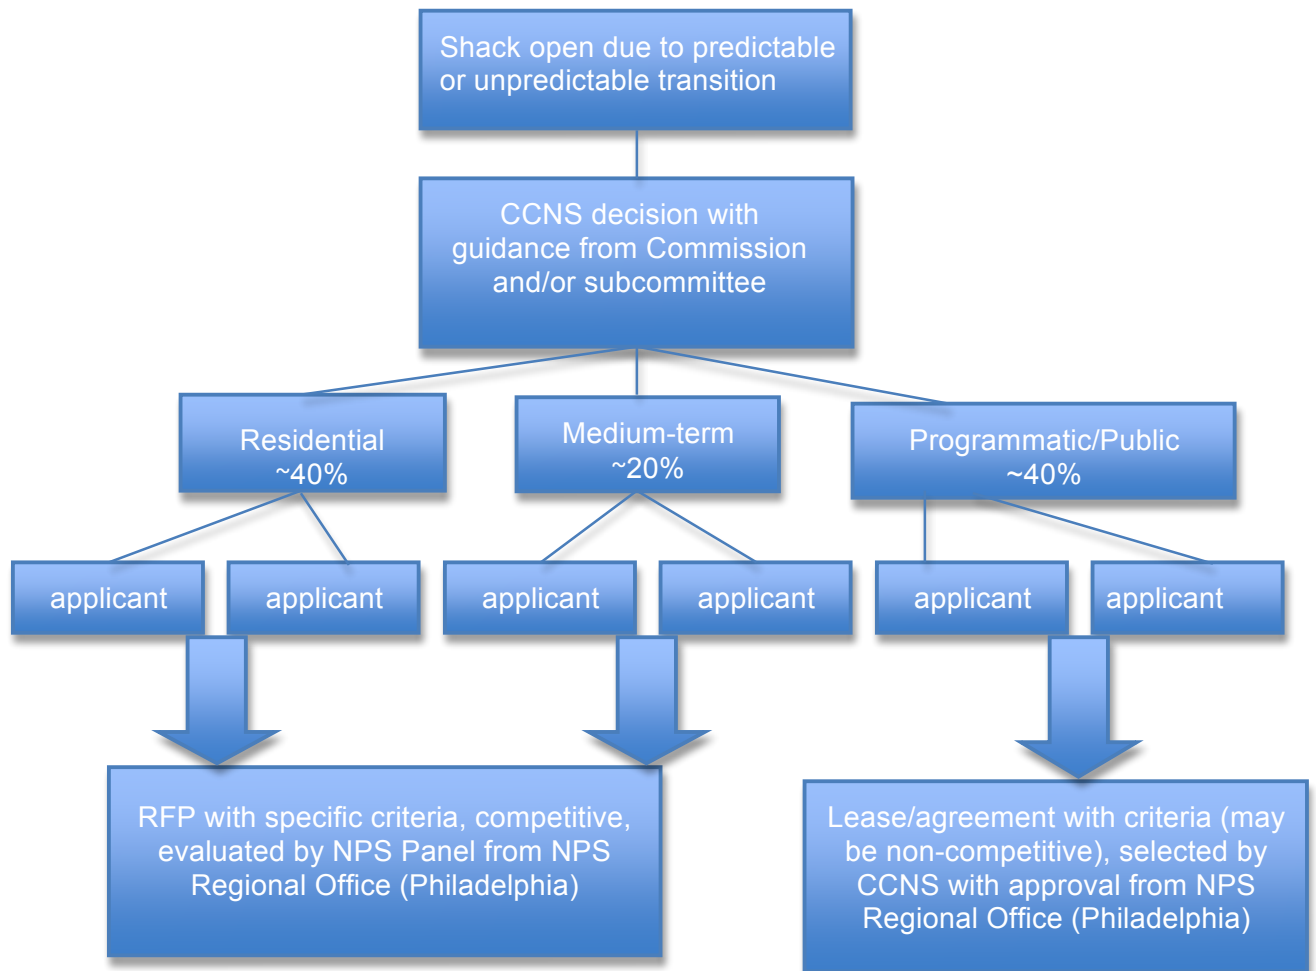 Shack open due to predictable
or unpredictable transition
CCNS decision with
guidance from Commission
and/or subcommittee
Residential
~40%
Medium-term
~20%
Programmatic/Public
~40%
applicant
applicant
applicant
applicant
applicant
applicant
RFP with specific criteria, competitive,
evaluated by NPS Panel from NPS
Regional Office (Philadelphia)
Lease/agreement with criteria (may
be non-competitive), selected by
CCNS with approval from NPS
Regional Office (Philadelphia)